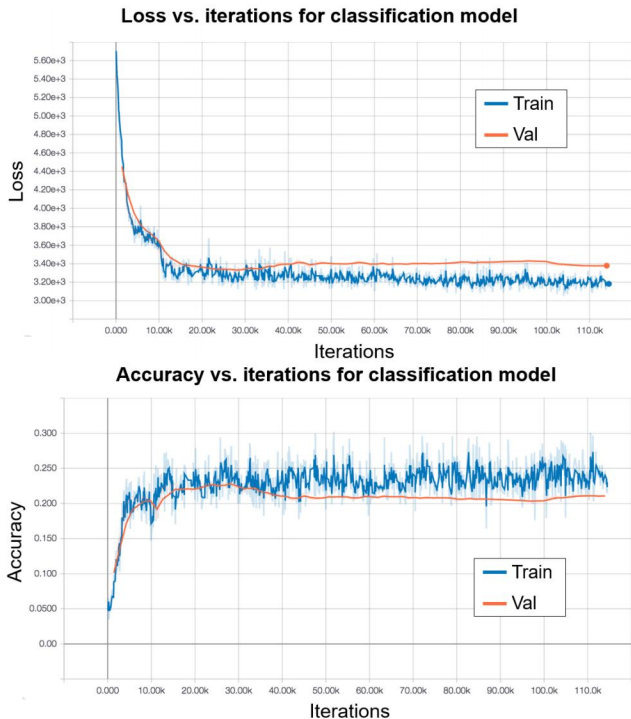 Loss vs. iterations for classification model
5.60e+3
5.40e+3
5.20e+3
5.00e+3
4.80e+3
4.60e+3
4.40e+3
4.20e+3
4.00e+3
3.80e+3
3.60e+3
3.40e+3
3.20e+3
3.00e+3
Loss
Train
Val
0.000 10.00k 20.00k 30.00k 40.00k 50.00k 60.00k 70.00k 80.00k 90.00k 100.0k 110.0k
Iterations
Accuracy vs. iterations for classification model
0.300
0.250
0.200
0.150
0.100
0.0500
0.00
Accuracy
Train
Val
0.000 10.00k 20.00k 30.00k 40.00k 50.00k 60.00k 70.00k 80.00k 90.00k 100.0k 110.0k
Iterations